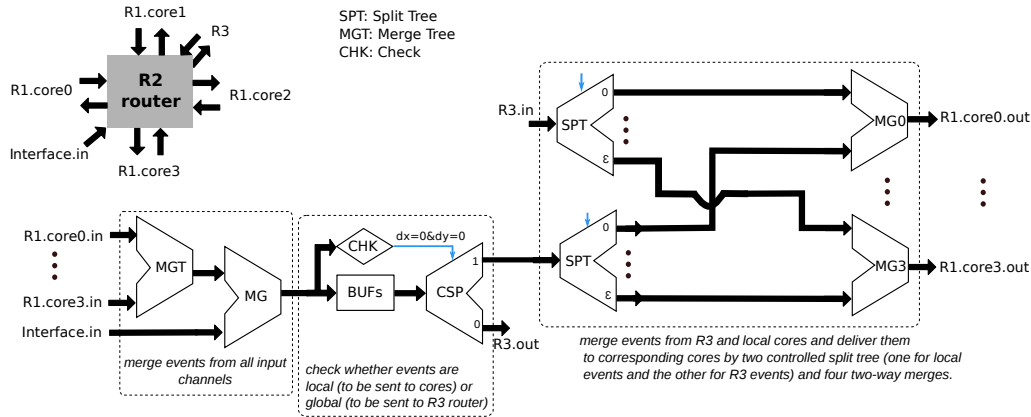 R1.core1
R3
R2
router
R1.core0
R1.core2
Interface.in
R1.core3
SPT: Split Tree
MGT: Merge Tree
CHK: Check
R3.in
SPT
0
ε
MG0
R1.core0.out
SPT
0
ε
MG3
R1.core3.out
R1.core0.in
R1.core3.in
Interface.in
MGT
MG
CHK
dx=0&dy=0
BUFs
CSP
1
0
R3.out
merge events from all input
channels
check whether events are
local (to be sent to cores) or
global (to be sent to R3 router)
merge events from R3 and local cores and deliver them
to corresponding cores by two controlled split tree (one for local
events and the other for R3 events) and four two-way merges.